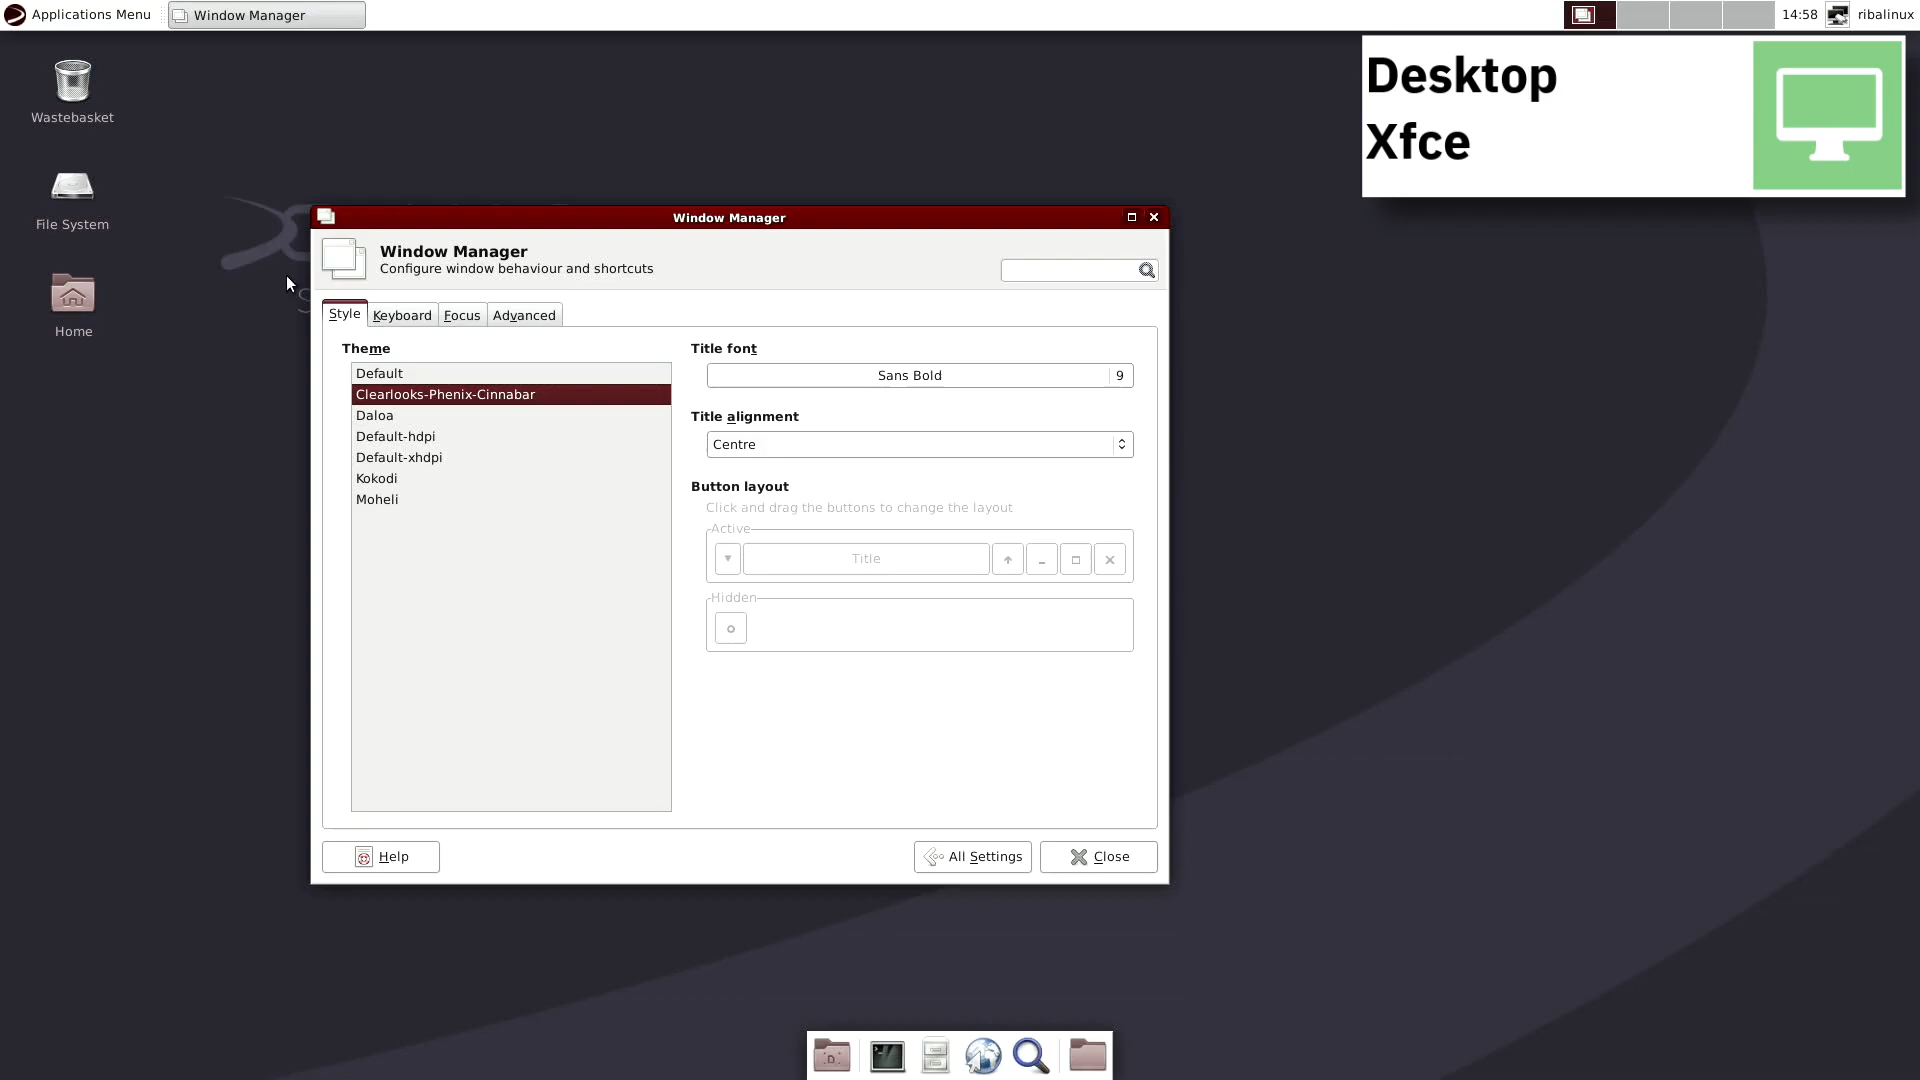 Applications Menu
Window Manager
14:58
ribalinux
Desktop
Xfce
Wastebasket
File System
Home
Window Manager
Window Manager
Configure window behaviour and shortcuts
Style
Keyboard
Focus
Advanced
Theme
Default
Clearlooks-Phenix-Cinnabar
Daloa
Default-hdpi
Default-xhdpi
Kokodi
Moheli
Title font
Sans Bold
9
Title alignment
Centre
Button layout
Click and drag the buttons to change the layout
Active
Title
Hidden
Help
All Settings
Close